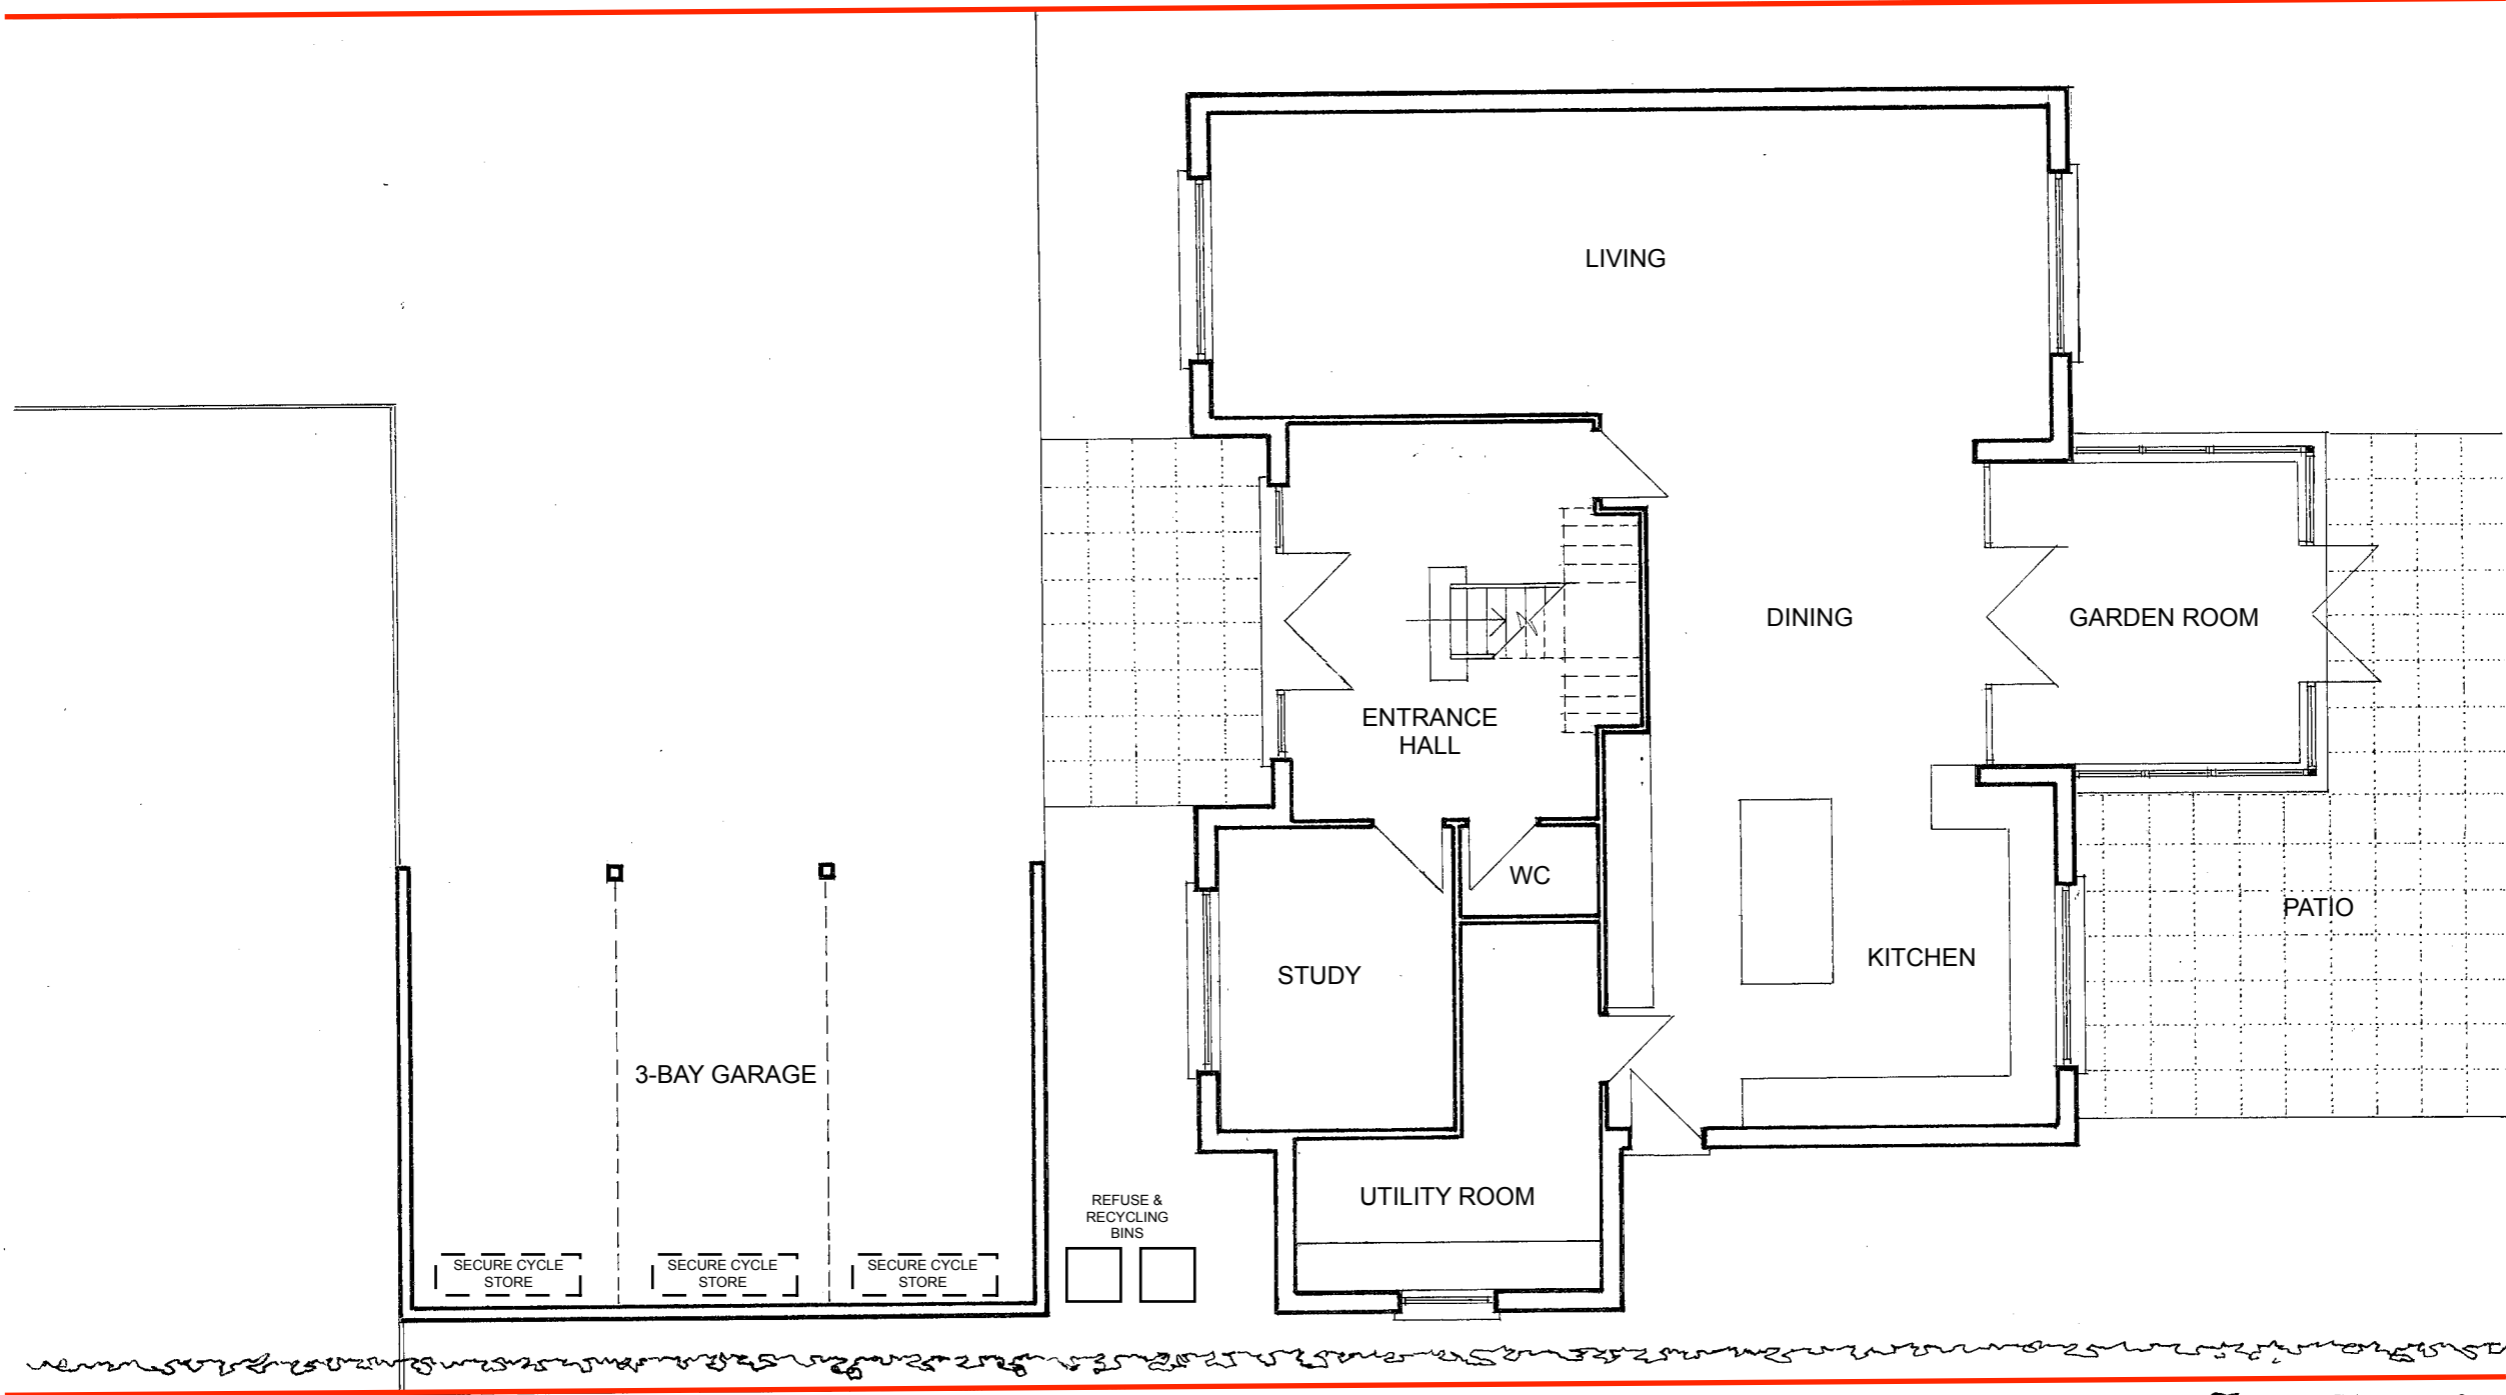 LIVING
DINING
GARDEN ROOM
ENTRANCE
HALL
WC
PATIO
KITCHEN
STUDY
3-BAY GARAGE
UTILITY ROOM
REFUSE &
RECYCLING
BINS
SECURE CYCLE
STORE
SECURE CYCLE
STORE
SECURE CYCLE
STORE